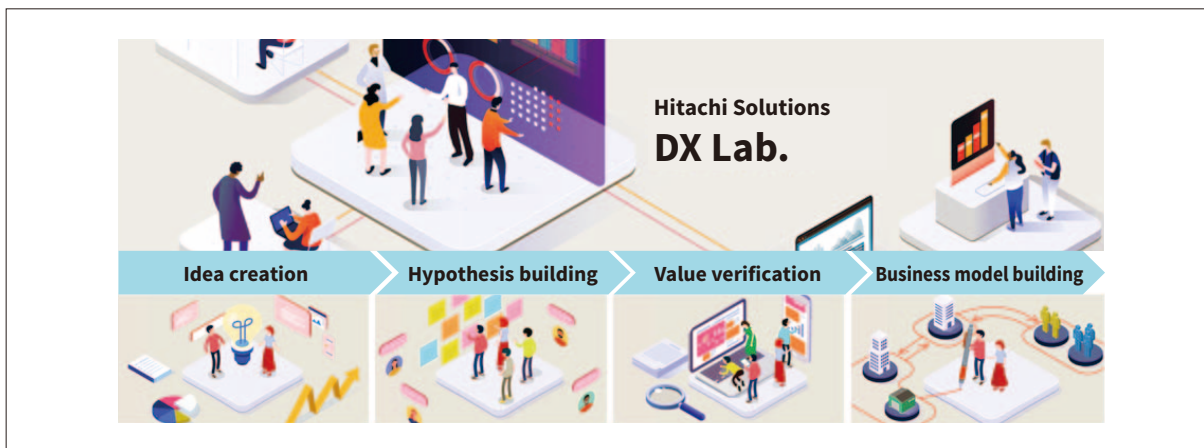 Hitachi Solutions
DX Lab.
Idea creation
Hypothesis building
Value verification
Business model building